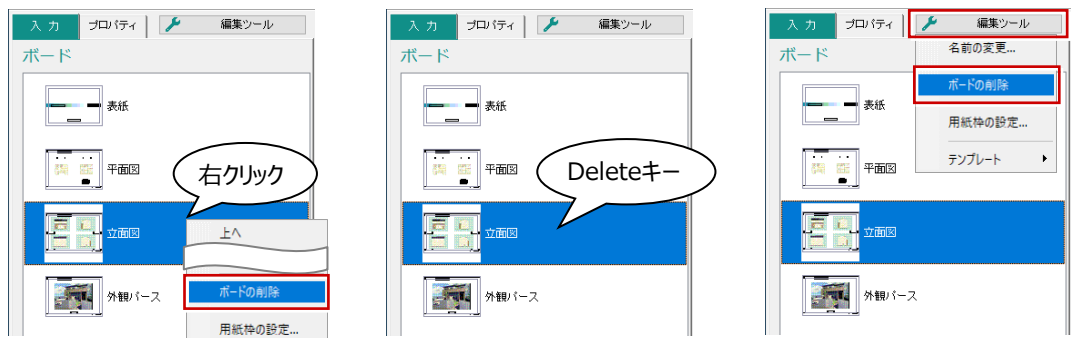 入 力 プロパティ 編集ツール
ボード
表紙
平面図
右クリック
立面図
上へ
外観パース
ボードの削除
用紙枠の設定...
入 力 プロパティ 編集ツール
ボード
表紙
平面図
Deleteキー
立面図
外観パース
入 力 プロパティ 編集ツール
ボード
名前の変更...
ボードの削除
表紙
用紙枠の設定...
平面図
テンプレート
立面図
外観パース